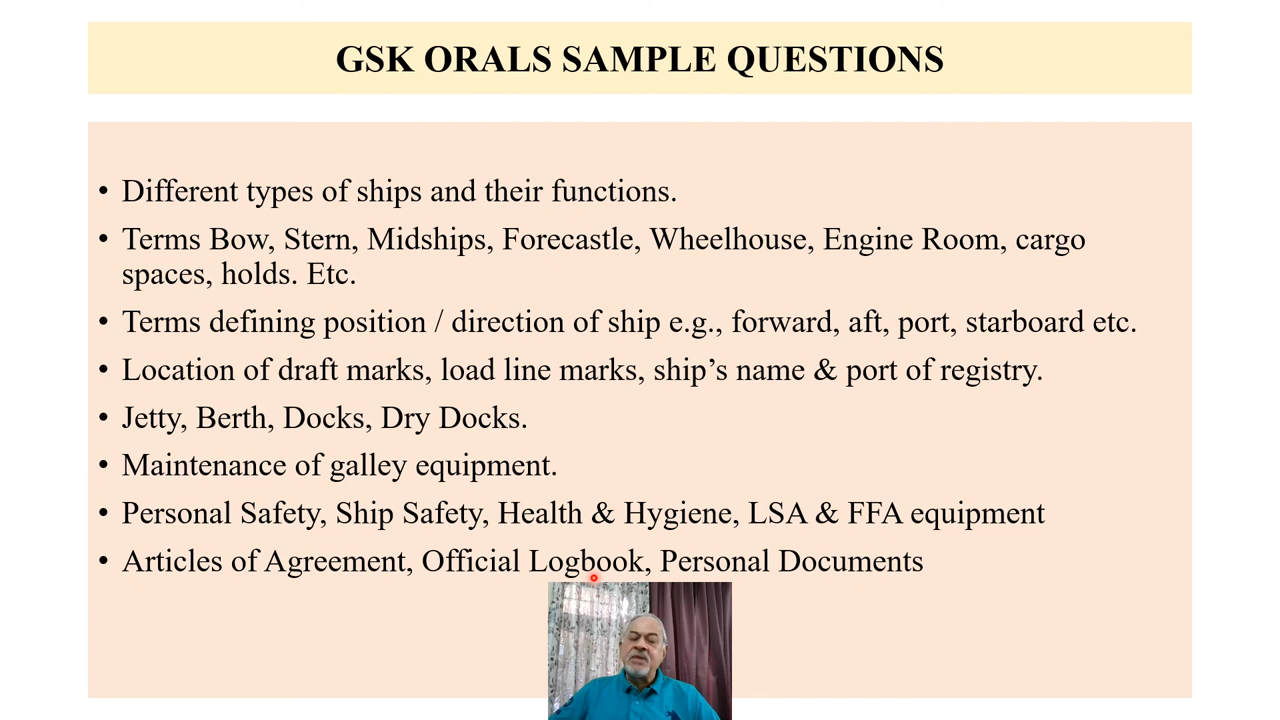 GSK ORALS SAMPLE QUESTIONS
• Different types of ships and their functions.
• Terms Bow, Stern, Midships, Forecastle, Wheelhouse, Engine Room, cargo
spaces, holds. Etc.
• Terms defining position / direction of ship e.g., forward, aft, port, starboard etc.
• Location of draft marks, load line marks, ship’s name & port of registry.
• Jetty, Berth, Docks, Dry Docks.
• Maintenance of galley equipment.
• Personal Safety, Ship Safety, Health & Hygiene, LSA & FFA equipment
• Articles of Agreement, Official Logbook, Personal Documents